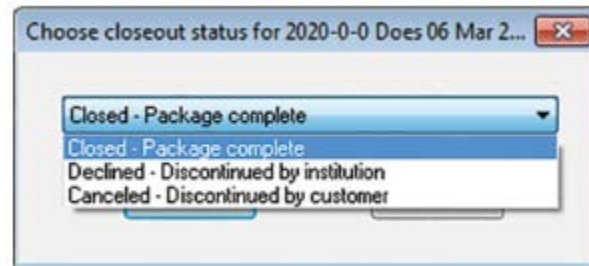 Choose closeout status for 2020-0-0 Does 06 Mar 2...
Closed - Package complete
Closed - Package complete
Declined - Discontinued by institution
Canceled - Discontinued by customer